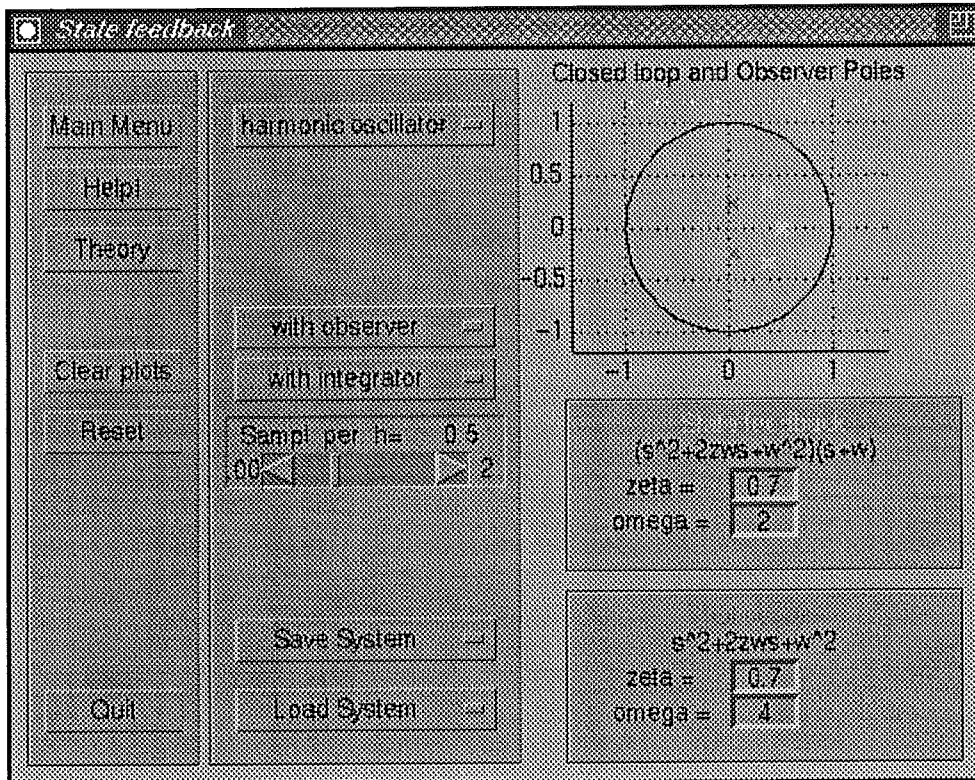 State feedback
Main Menu
Help!
Theory
Clear plots
Reset
Quit
harmonic oscillator
with observer
with integrator
Sampl. per h= 0.5
.00 2
Save System
Load System
Closed loop and Observer Poles
1
0.5
0
-0.5
-1
-1 0 1
(s^2+2zws+w^2)(s+w)
zeta = 0.7
omega = 2
s^2+2zws+w^2
zeta = 0.7
omega = 4